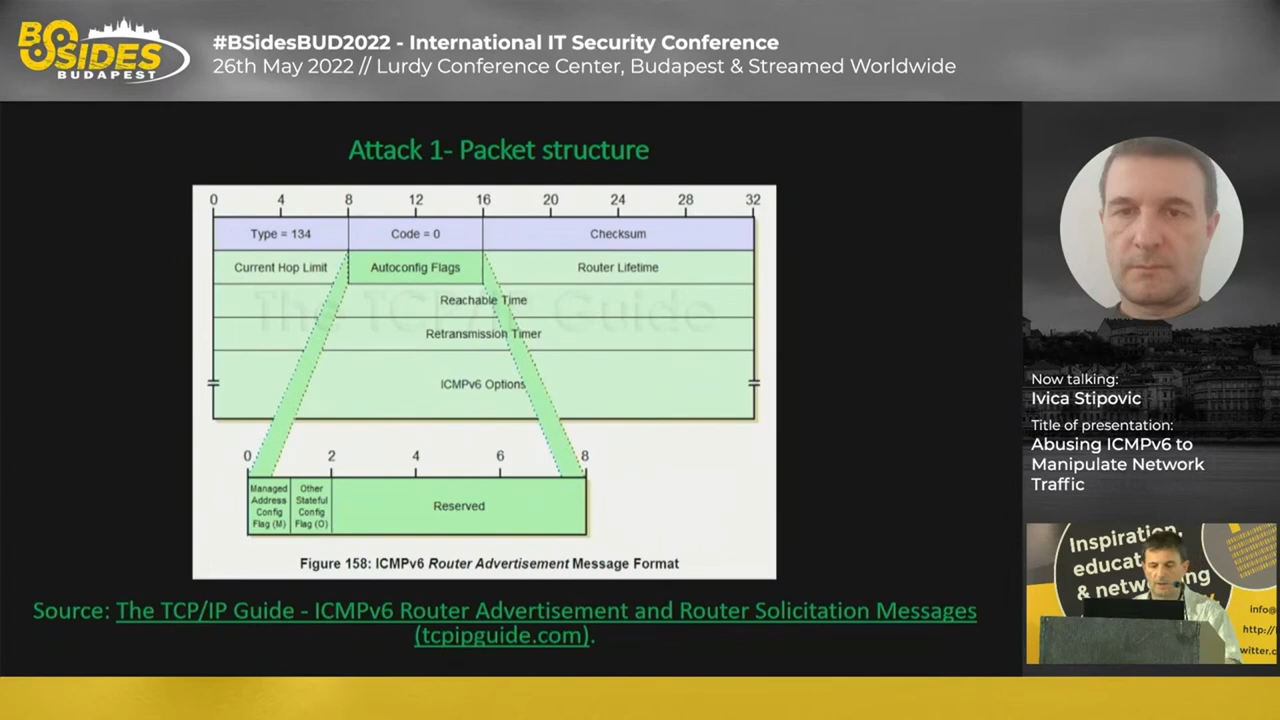 BSIDES
BUDAPEST
#BSidesBUD2022 - International IT Security Conference
26th May 2022 // Lurdy Conference Center, Budapest & Streamed Worldwide
Attack 1- Packet structure
0 4 8 12 16 20 24 28 32
Type = 134 Code = 0 Checksum
Current Hop Limit Autoconfig Flags Router Lifetime
The TCP/IP Guide
Reachable Time
Retransmission Timer
ICMPv6 Options
0 2 4 6 8
Managed
Address
Config
Flag (M)
Other
Stateful
Config
Flag (O)
Reserved
Figure 158: ICMPv6 Router Advertisement Message Format
Source: The TCP/IP Guide - ICMPv6 Router Advertisement and Router Solicitation Messages
(tcpipguide.com).
Now talking:
Ivica Stipovic
Title of presentation:
Abusing ICMPv6 to
Manipulate Network
Traffic
Inspiration,
& netw
info@
http://
witter.c